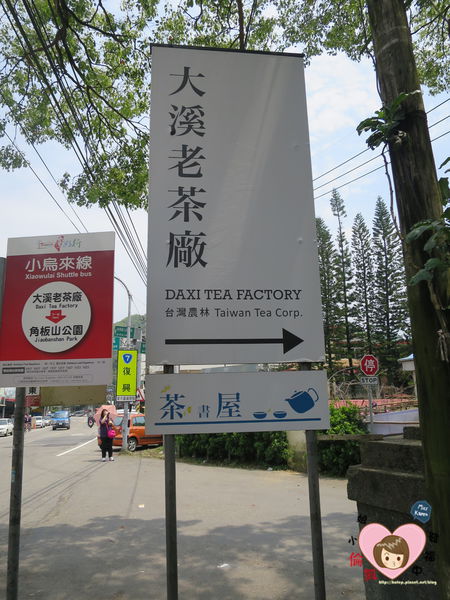 大溪老茶廠
DAXI TEA FACTORY
台灣農林 Taiwan Tea Corp.
茶書屋
小烏來線
Xiaowulai Shuttle bus
大溪老茶廠
Daxi Tea Factory
角板山公園
Jiaobanshan Park
7
復興
停
STOP